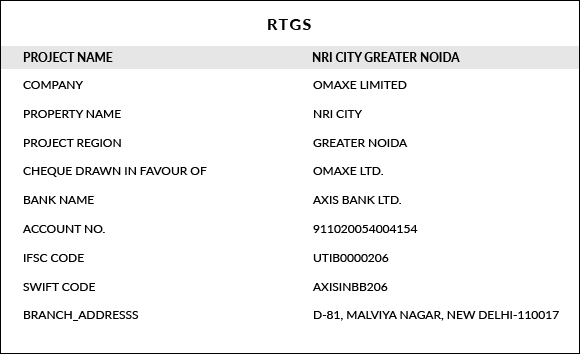 RTGS
PROJECT NAME NRI CITY GREATER NOIDA
COMPANY OMAXE LIMITED
PROPERTY NAME NRI CITY
PROJECT REGION GREATER NOIDA
CHEQUE DRAWN IN FAVOUR OF OMAXE LTD.
BANK NAME AXIS BANK LTD.
ACCOUNT NO. 911020054004154
IFSC CODE UTIB0000206
SWIFT CODE AXISINBB206
BRANCH_ADDRESSS D-81, MALVIYA NAGAR, NEW DELHI-110017